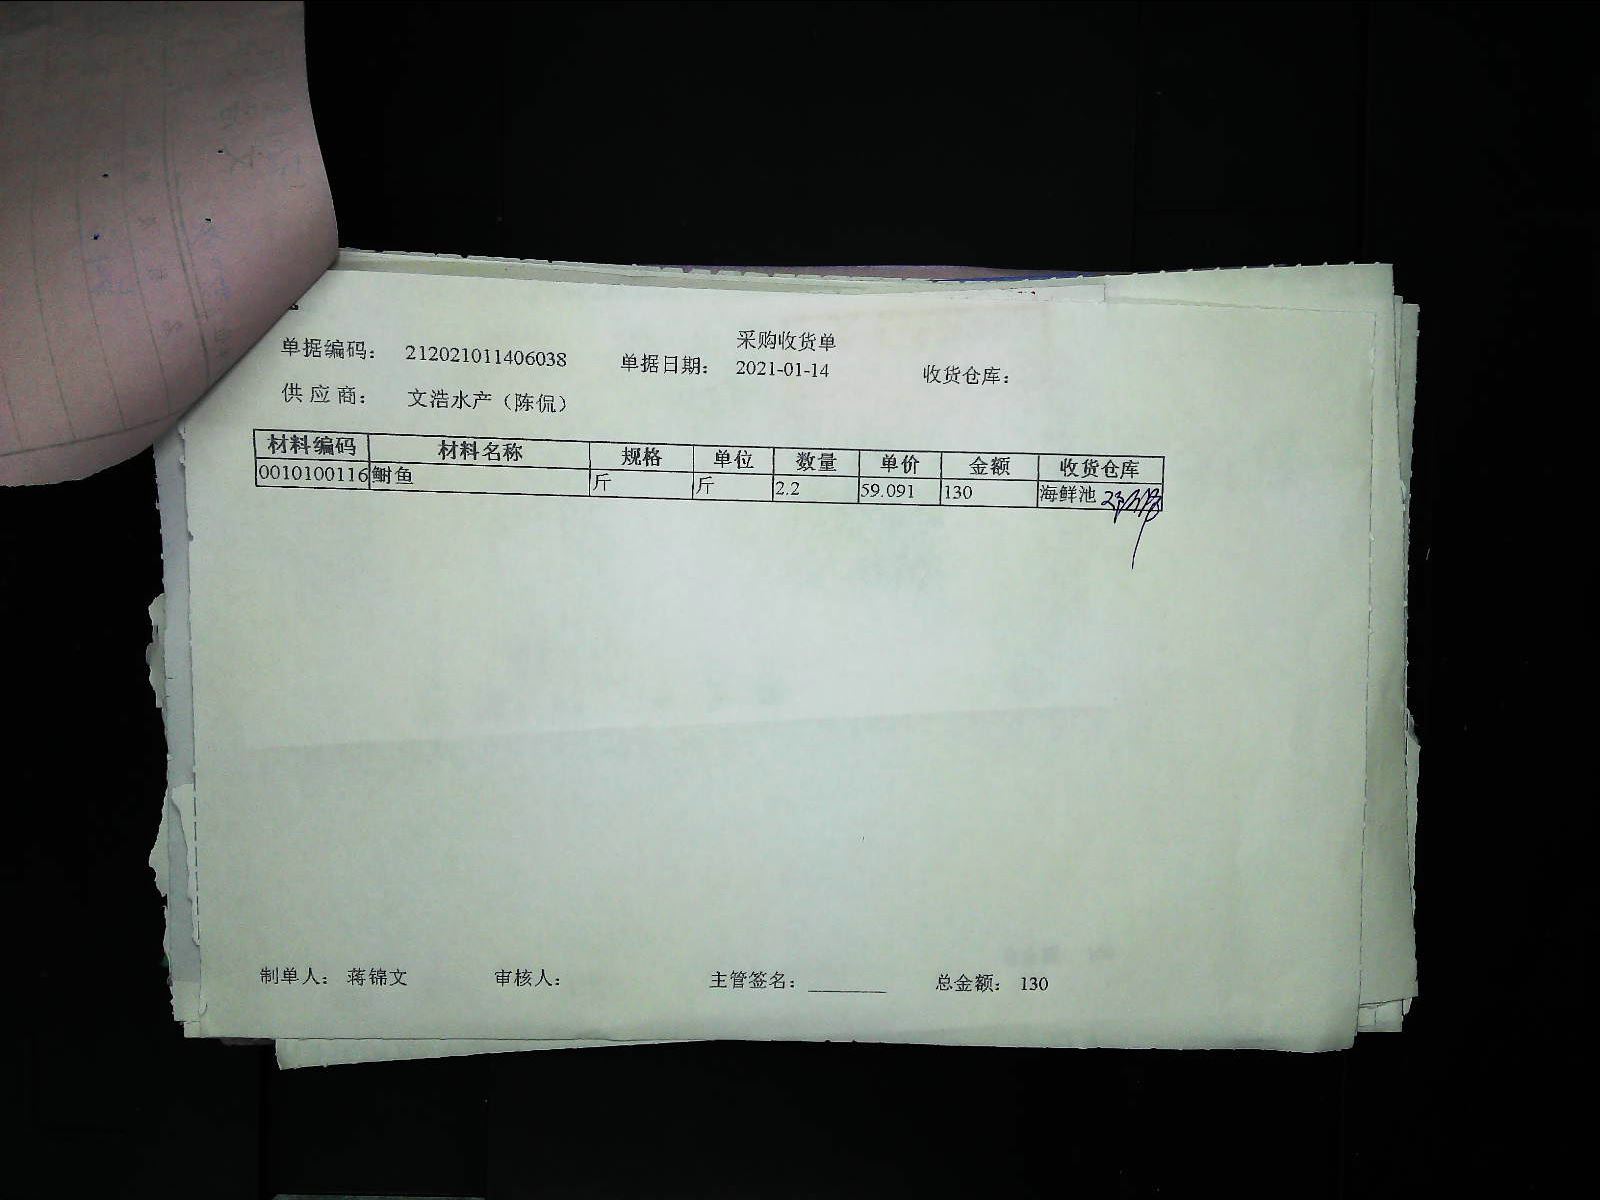 采购收货单
单据编码： 212021011406038 单据日期： 2021-01-14 收货仓库：
供 应 商： 文浩水产（陈侃）
材料编码 材料名称 规格 单位 数量 单价 金额 收货仓库
0010100116 鲥鱼 斤 斤 2.2 59.091 130 海鲜池
制单人： 蒋锦文 审核人： 主管签名： ________ 总金额： 130